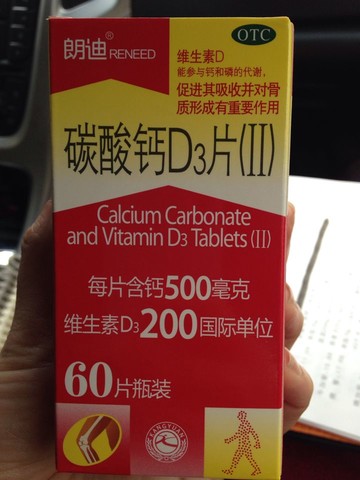 朗迪® RENEED
OTC
维生素D
能参与钙和磷的代谢,
促进其吸收并对骨
质形成有重要作用
碳酸钙D3片(II)
Calcium Carbonate
and Vitamin D3 Tablets (II)
每片含钙500毫克
维生素D3200国际单位
60片瓶装
KANGYUAN